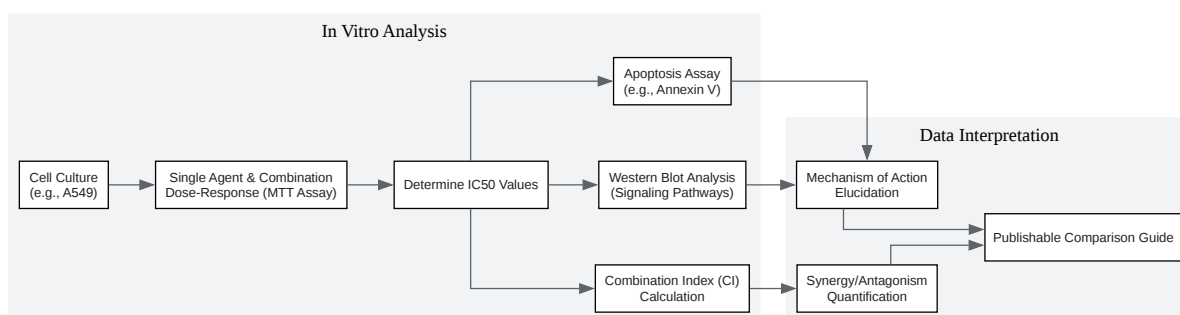 In Vitro Analysis
Apoptosis Assay
(e.g., Annexin V)
Data Interpretation
Cell Culture
(e.g., A549)
Single Agent & Combination
Dose-Response (MTT Assay)
Determine IC50 Values
Western Blot Analysis
(Signaling Pathways)
Mechanism of Action
Elucidation
Publishable Comparison Guide
Combination Index (CI)
Calculation
Synergy/Antagonism
Quantification